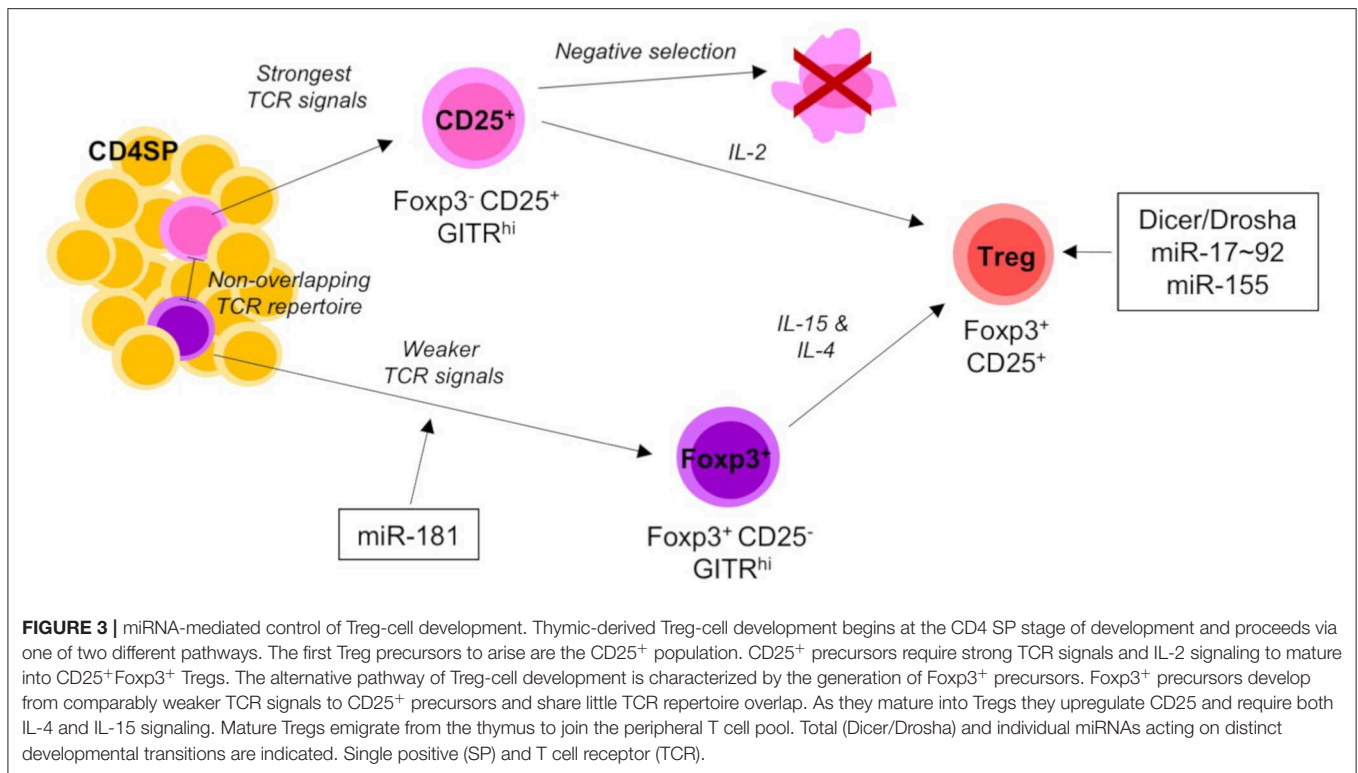 Negative selection
Strongest
TCR signals
CD25⁺
CD4SP
IL-2
Foxp3⁻ CD25⁺
GITRʰⁱ
Dicer/Drosha
miR-17~92
miR-155
Treg
Non-overlapping
TCR repertoire
Foxp3⁺
CD25⁺
IL-15 &
IL-4
Weaker
TCR signals
Foxp3⁺
miR-181
Foxp3⁺ CD25⁻
GITRʰⁱ
FIGURE 3 | miRNA-mediated control of Treg-cell development. Thymic-derived Treg-cell development begins at the CD4 SP stage of development and proceeds via
one of two different pathways. The first Treg precursors to arise are the CD25⁺ population. CD25⁺ precursors require strong TCR signals and IL-2 signaling to mature
into CD25⁺Foxp3⁺ Tregs. The alternative pathway of Treg-cell development is characterized by the generation of Foxp3⁺ precursors. Foxp3⁺ precursors develop
from comparably weaker TCR signals to CD25⁺ precursors and share little TCR repertoire overlap. As they mature into Tregs they upregulate CD25 and require both
IL-4 and IL-15 signaling. Mature Tregs emigrate from the thymus to join the peripheral T cell pool. Total (Dicer/Drosha) and individual miRNAs acting on distinct
developmental transitions are indicated. Single positive (SP) and T cell receptor (TCR).